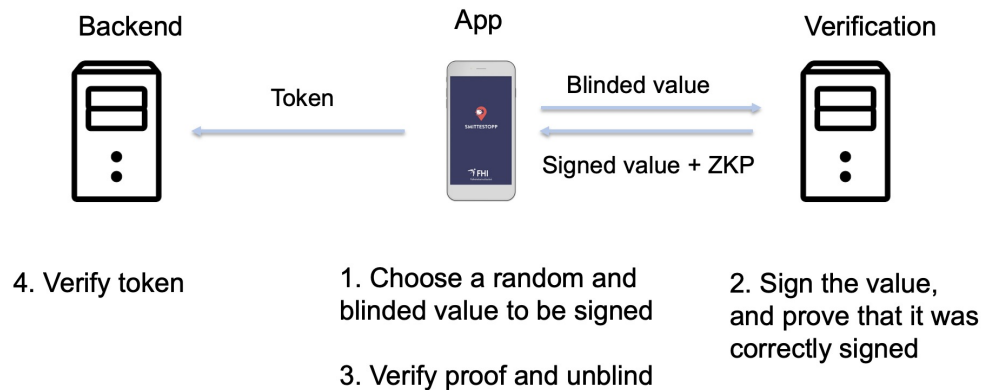 Backend
App
Verification
Token
Blinded value
SMITTESTOPP
Signed value + ZKP
FHI
4. Verify token
1. Choose a random and
blinded value to be signed
2. Sign the value,
and prove that it was
correctly signed
3. Verify proof and unblind